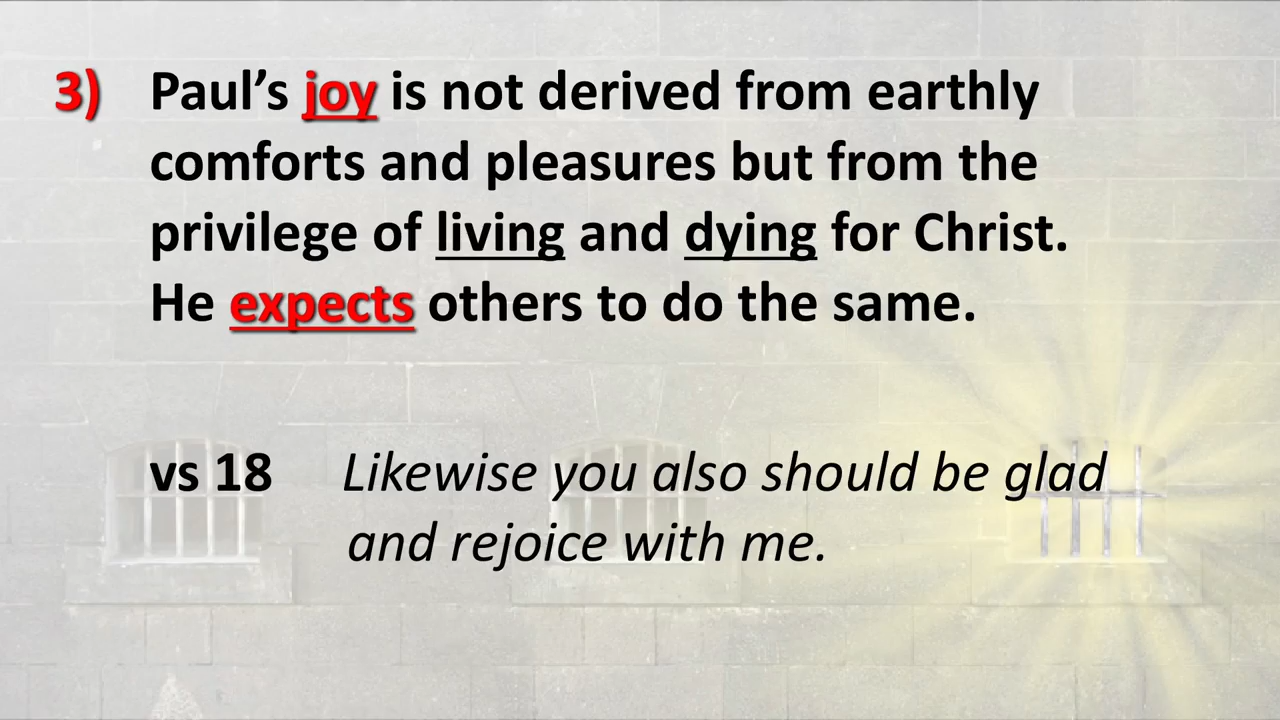 3) Paul’s joy is not derived from earthly
comforts and pleasures but from the
privilege of living and dying for Christ.
He expects others to do the same.
vs 18 Likewise you also should be glad
and rejoice with me.